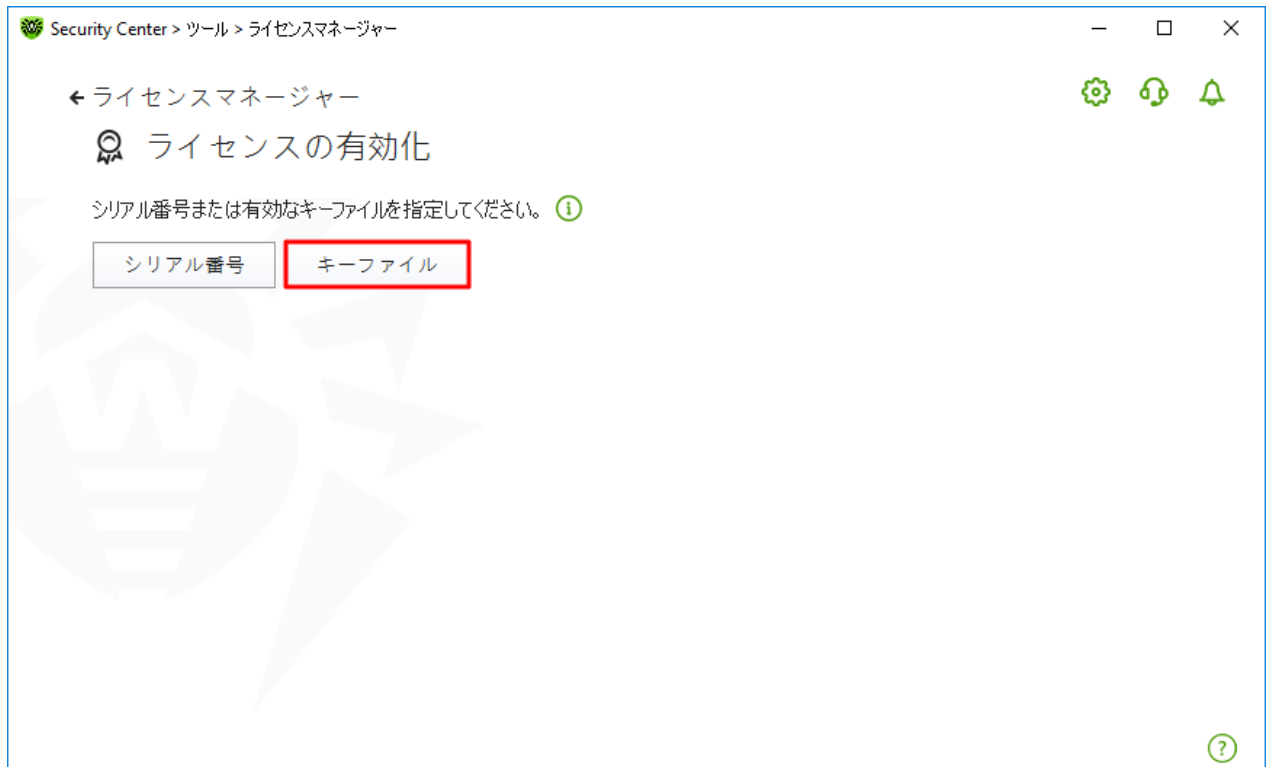 Security Center > ツール > ライセンスマネージャー
ライセンスマネージャー
ライセンスの有効化
シリアル番号または有効なキーファイルを指定してください。
シリアル番号 キーファイル